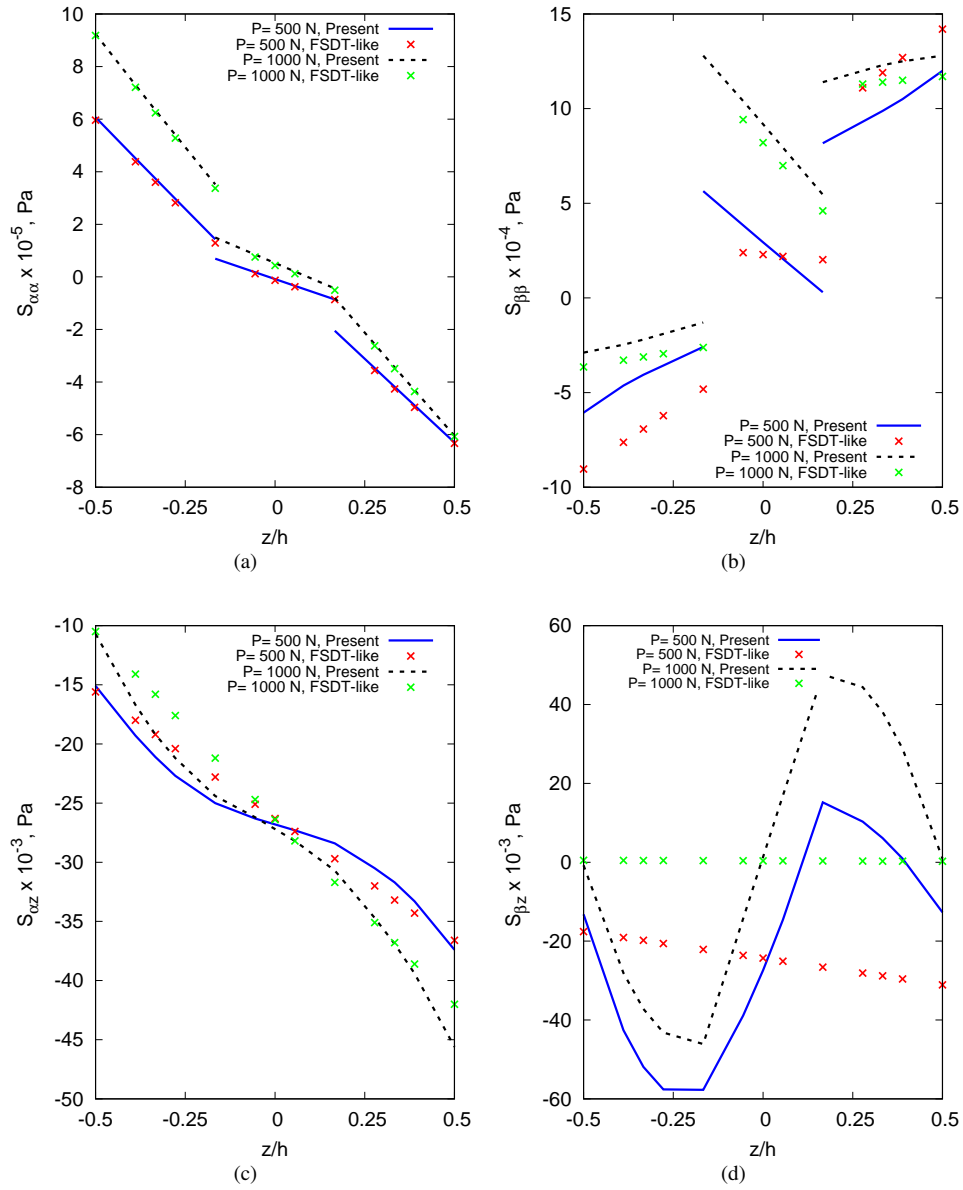 P= 500 N, Present
P= 500 N, FSDT-like
P= 1000 N, Present
P= 1000 N, FSDT-like
S_αα x 10^-5, Pa
10
8
6
4
2
0
-2
-4
-6
-8
-0.5
-0.25
0
0.25
0.5
z/h
(a)
S_ββ x 10^-4, Pa
15
10
5
0
-5
-10
P= 500 N, Present
P= 500 N, FSDT-like
P= 1000 N, Present
P= 1000 N, FSDT-like
-0.5
-0.25
0
0.25
0.5
z/h
(b)
P= 500 N, Present
P= 500 N, FSDT-like
P= 1000 N, Present
P= 1000 N, FSDT-like
S_αz x 10^-3, Pa
-10
-15
-20
-25
-30
-35
-40
-45
-50
-0.5
-0.25
0
0.25
0.5
z/h
(c)
P= 500 N, Present
P= 500 N, FSDT-like
P= 1000 N, Present
P= 1000 N, FSDT-like
S_βz x 10^-3, Pa
60
40
20
0
-20
-40
-60
-0.5
-0.25
0
0.25
0.5
z/h
(d)